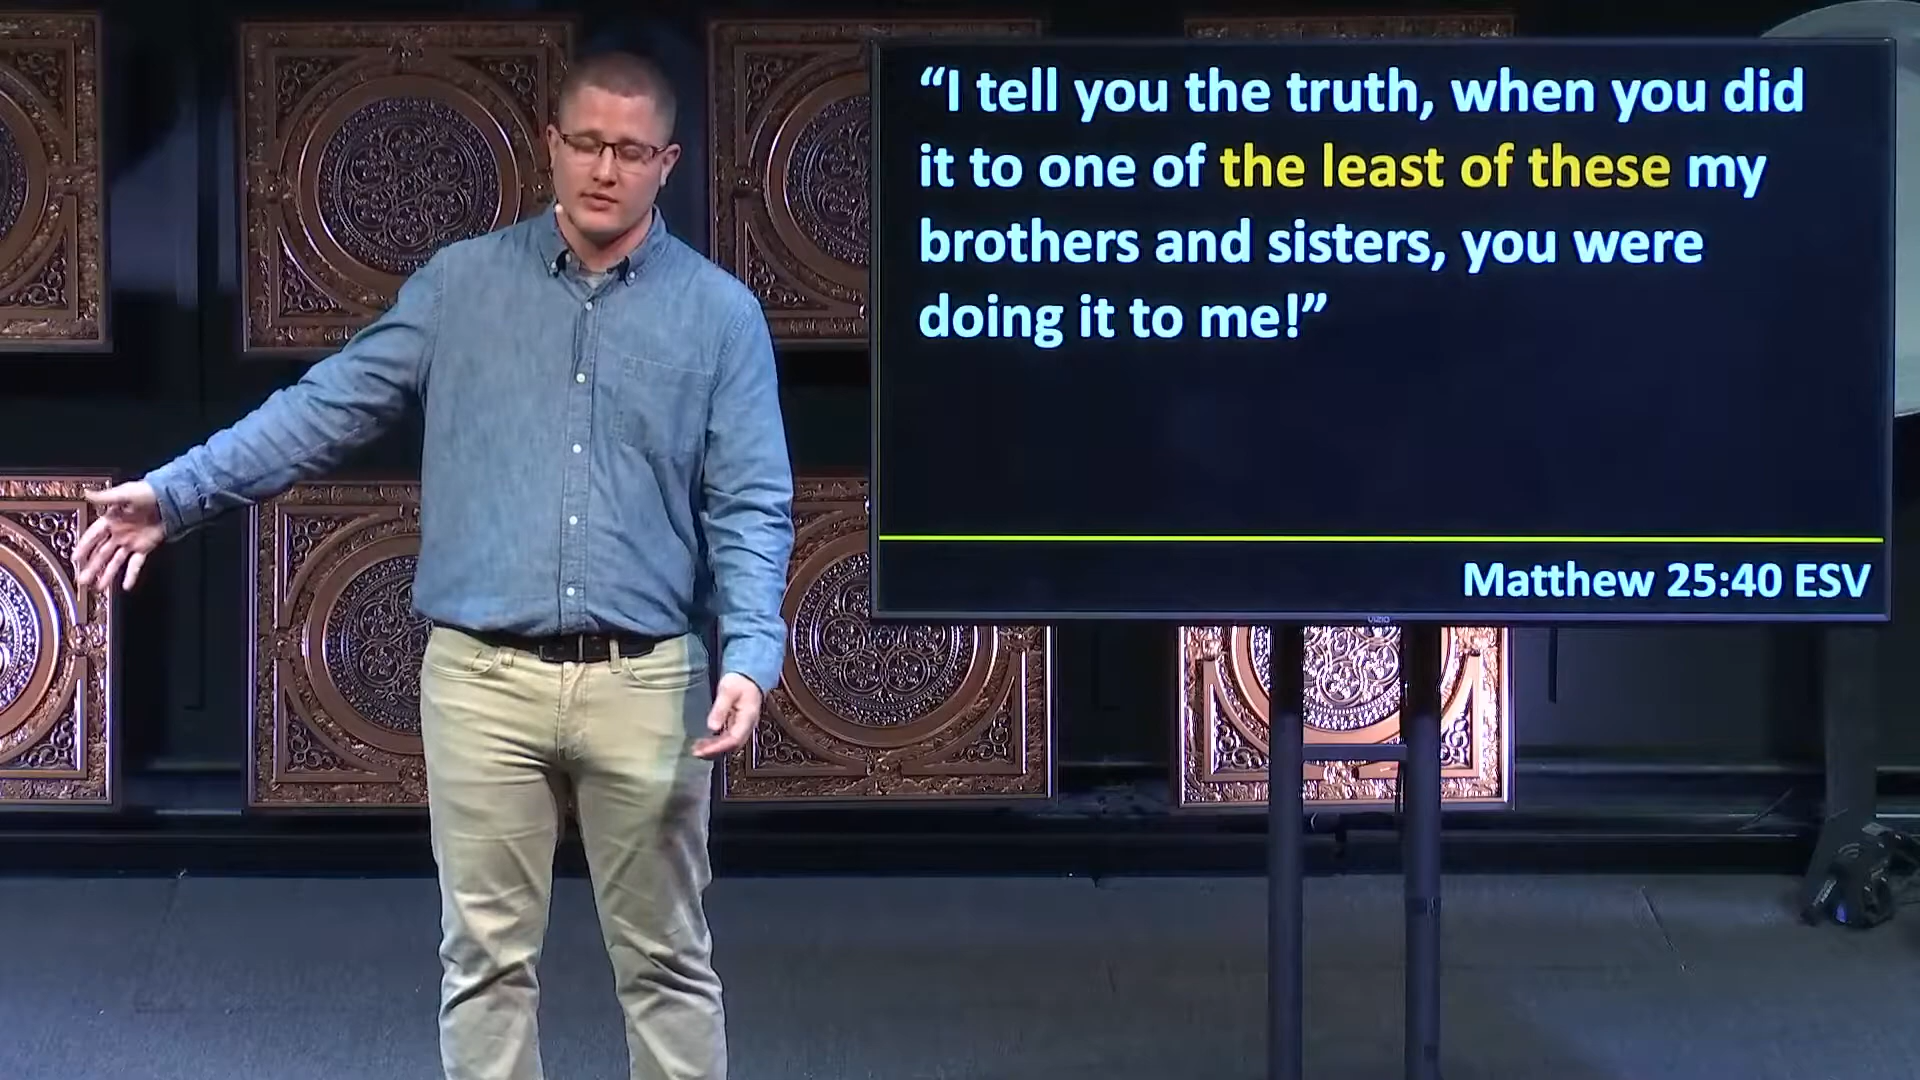 “I tell you the truth, when you did
it to one of the least of these my
brothers and sisters, you were
doing it to me!”
Matthew 25:40 ESV
VIZIO